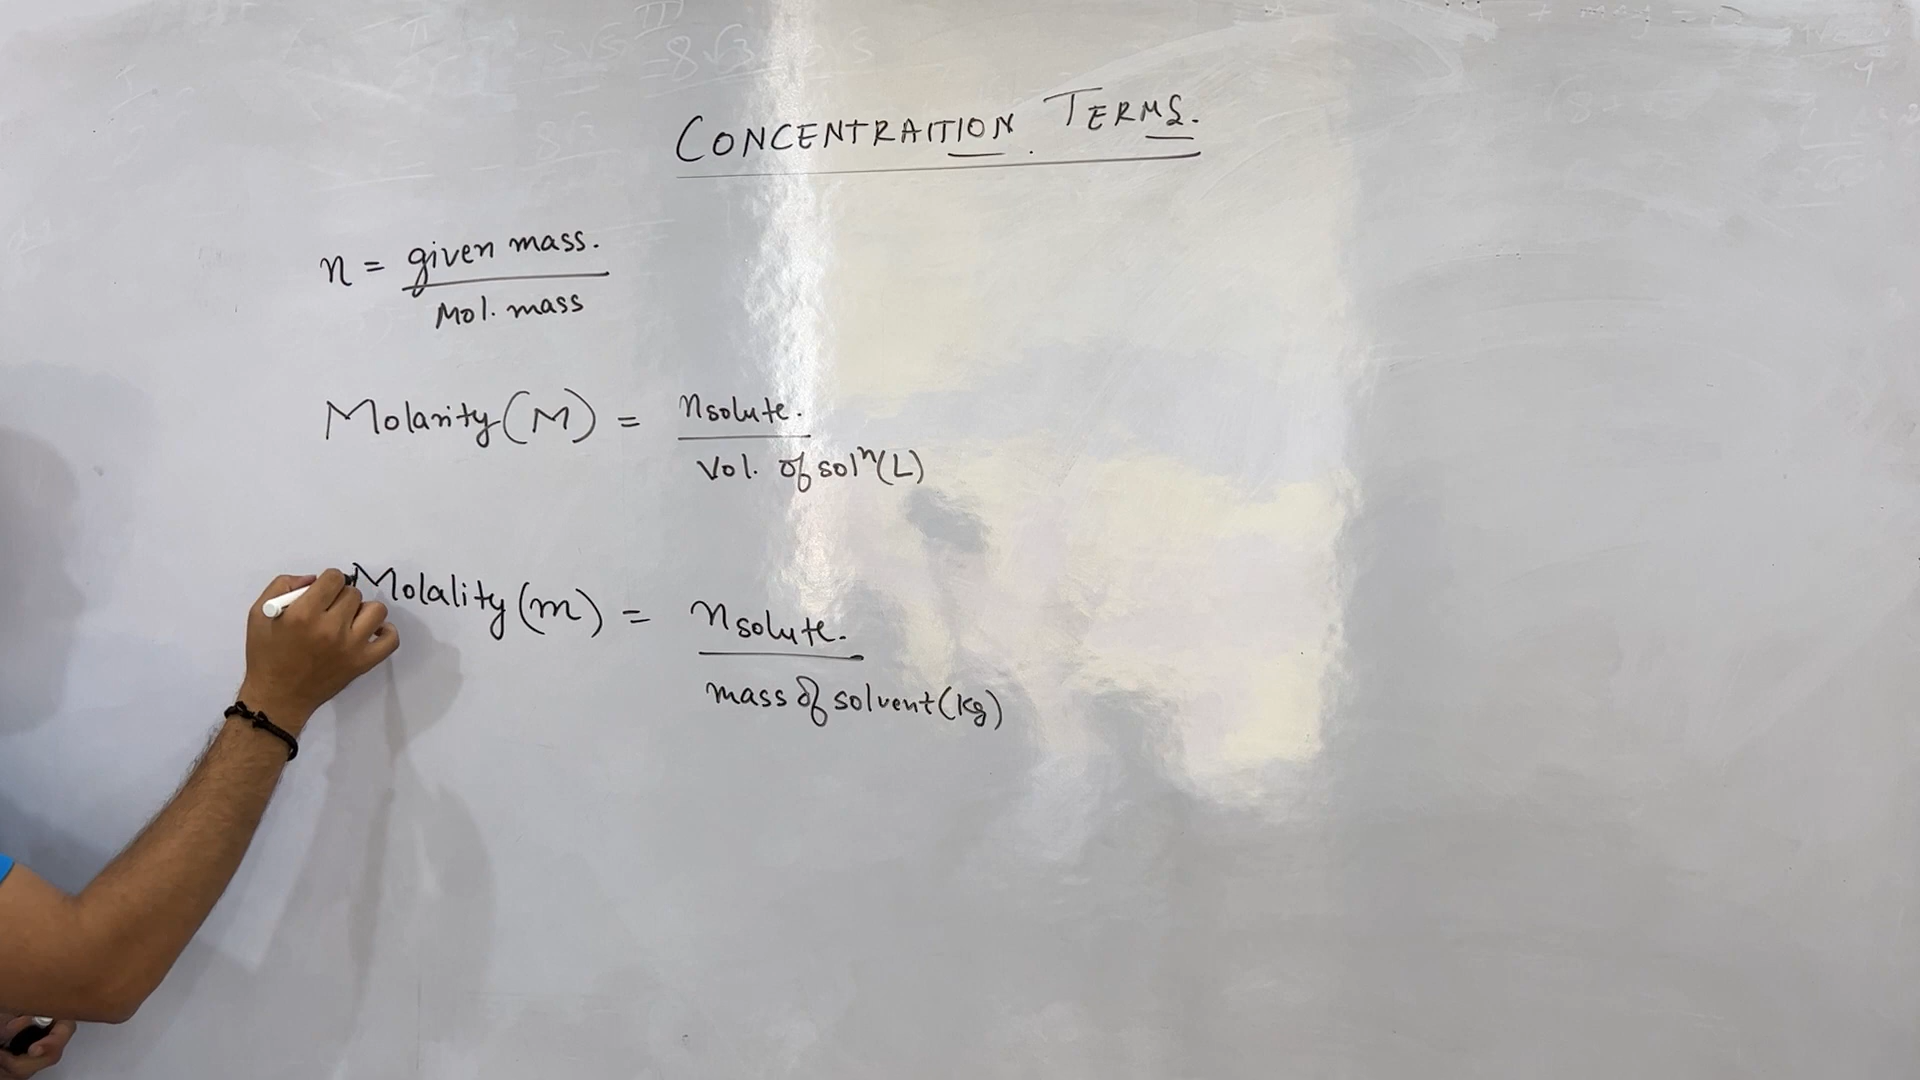 CONCENTRAITION TERMS.
n = given mass.
Mol. mass
Molarity (M) = nsolute.
Vol. of solⁿ (L)
Molality (m) = nsolute.
mass of solvent (kg)